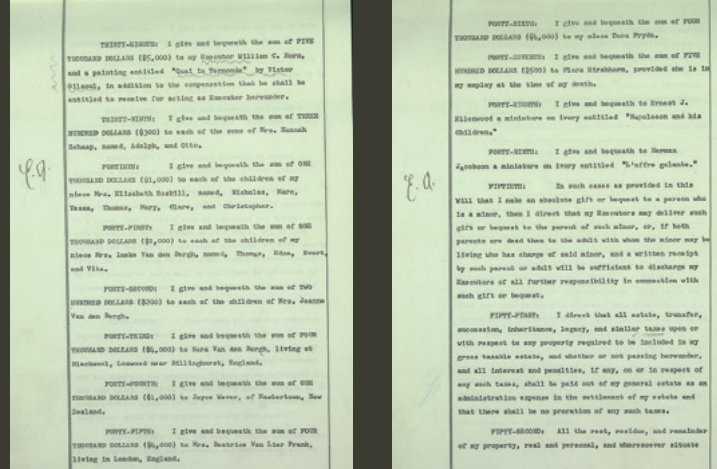 THIRTY-EIGHTH: I give and bequeath the sum of FIVE
THOUSAND DOLLARS ($5,000) to my Executor William C. Horn,
and a painting entitled "Quai in Termonde" by Victor
Gilsoul, in addition to the compensation that he shall be
entitled to receive for acting as Executor hereunder.
THIRTY-NINTH: I give and bequeath the sum of THREE
HUNDRED DOLLARS ($300) to each of the sons of Mrs. Hannah
Schaap, named, Adolph, and Otto.
FORTIETH: I give and bequeath the sum of ONE
THOUSAND DOLLARS ($1,000) to each of the children of my
niece Mrs. Elizabeth named, Nicholas, Marc,
Tessa, Thomas, Mary, Clare, and Christopher.
FORTY-FIRST: I give and bequeath the sum of ONE
THOUSAND DOLLARS ($1,000) to each of the children of my
niece Mrs. Van den Bergh, named, Thomas, Edna, Evert,
and Vita.
FORTY-SECOND: I give and bequeath the sum of TWO
HUNDRED DOLLARS ($200) to each of the children of Mrs. Jeanne
Van den Bergh.
FORTY-THIRD: I give and bequeath the sum of FOUR
THOUSAND DOLLARS ($4,000) to Nora Van den Bergh, living at
Loxwood near Billinghurst, England.
FORTY-FOURTH: I give and bequeath the sum of ONE
THOUSAND DOLLARS ($1,000) to Joyce of Masterton, New
Zealand.
FORTY-FIFTH: I give and bequeath the sum of FOUR
THOUSAND DOLLARS ($4,000) to Mrs. Beatrice Van Lier Frank,
living in London, England.
FORTY-SIXTH: I give and bequeath the sum of FOUR
THOUSAND DOLLARS ($4,000) to my niece Dora Pryda.
FORTY-SEVENTH: I give and bequeath the sum of FIVE
HUNDRED DOLLARS ($500) to Flora Hirshhorn, provided she is in
my employ at the time of my death.
FORTY-EIGHTH: I give and bequeath to Ernest J.
Ellenwood a miniature on ivory entitled "Napoleon and his
Children."
FORTY-NINTH: I give and bequeath to Herman
Jacobson a miniature on ivory entitled "L'offre galante."
FIFTIETH: In such cases as provided in this
Will that I make an absolute gift or bequest to a person who
is a minor, then I direct that my Executors may deliver such
gift or bequest to the parent of such minor, or, if both
parents are dead then to the adult with whom the minor may be
living who has charge of said minor, and a written receipt
by such parent or adult will be sufficient to discharge my
Executors of all further responsibility in connection with
such gift or bequest.
FIFTY-FIRST: I direct that all estate, transfer,
succession, inheritance, legacy, and similar taxes upon or
with respect to any property required to be included in my
gross taxable estate, and whether or not passing hereunder,
and all interest and penalties, if any, on or in respect of
any such taxes, shall be paid out of my general estate as an
administration expense in the settlement of my estate and
that there shall be no proration of any such taxes.
FIFTY-SECOND: All the rest, residue, and remainder
of my property, real and personal, and wheresoever situate